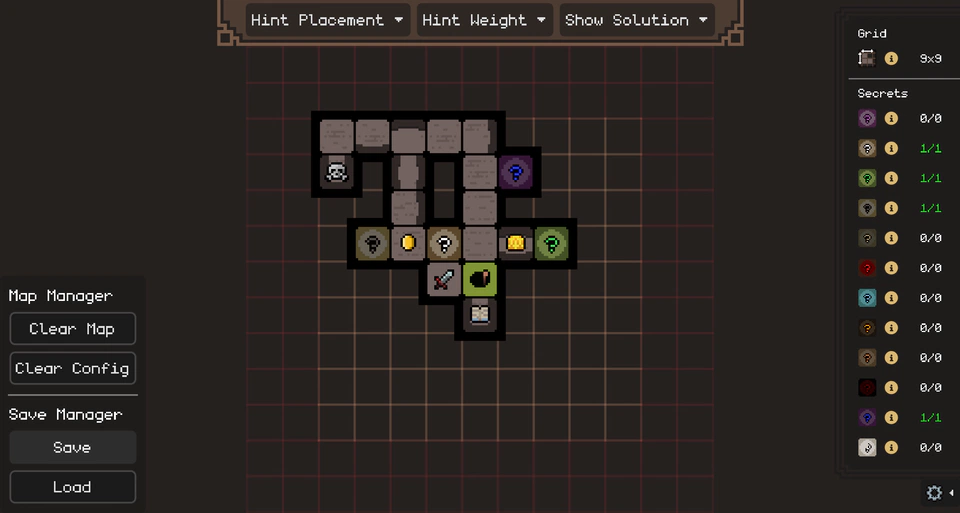 Hint Placement
Hint Weight
Show Solution
Grid
9x9
Secrets
0/0
1/1
1/1
1/1
0/0
0/0
0/0
0/0
0/0
0/0
1/1
0/0
Map Manager
Clear Map
Clear Config
Save Manager
Save
Load